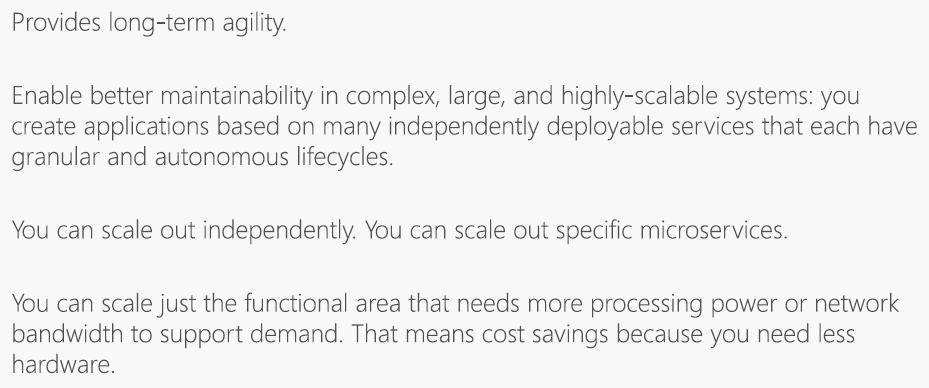 Provides long-term agility.
Enable better maintainability in complex, large, and highly-scalable systems: you
create applications based on many independently deployable services that each have
granular and autonomous lifecycles.
You can scale out independently. You can scale out specific microservices.
You can scale just the functional area that needs more processing power or network
bandwidth to support demand. That means cost savings because you need less
hardware.